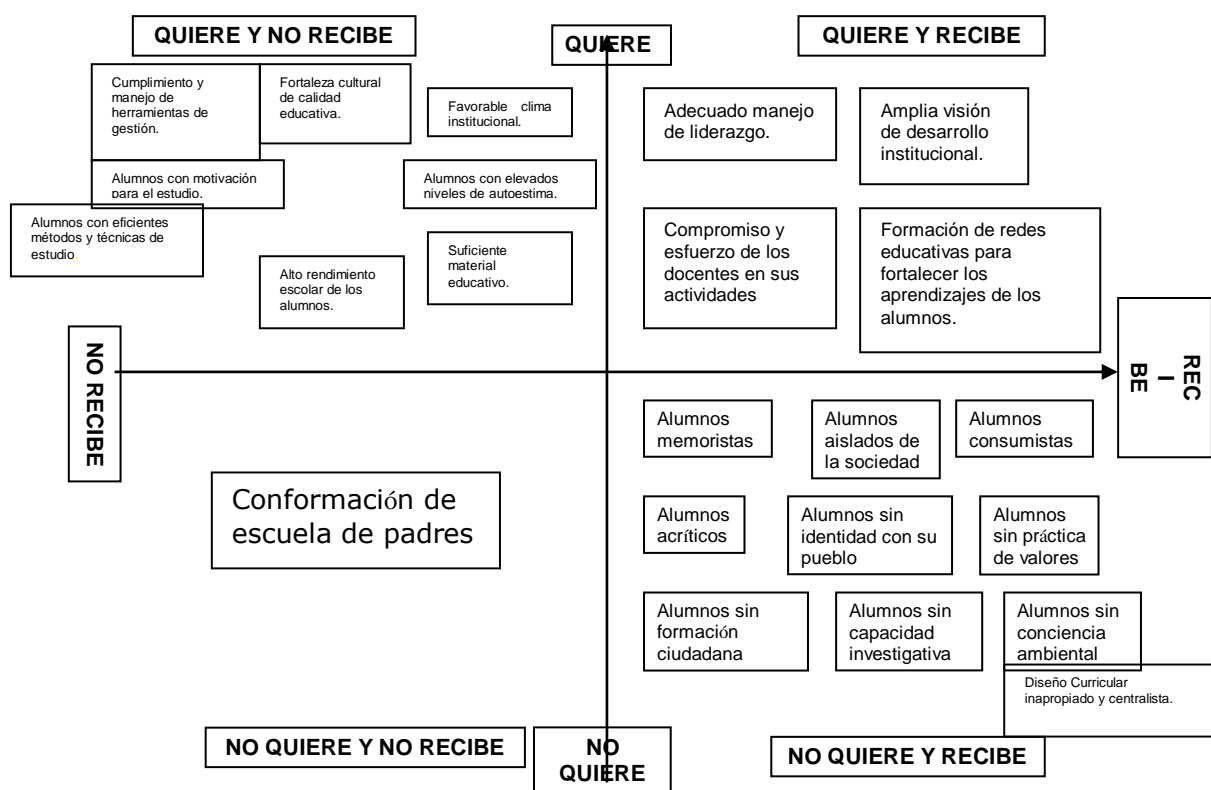 QUIERE Y NO RECIBE
QUIERE
QUIERE Y RECIBE
Cumplimiento y
manejo de
herramientas de
gestión.
Fortaleza cultural
de calidad
educativa.
Favorable clima
institucional.
Alumnos con motivación
para el estudio.
Alumnos con elevados
niveles de autoestima.
Alumnos con eficientes
métodos y técnicas de
estudio.
Alto rendimiento
escolar de los
alumnos.
Suficiente
material
educativo.
Adecuado manejo
de liderazgo.
Amplia visión
de desarrollo
institucional.
Compromiso y
esfuerzo de los
docentes en sus
actividades
Formación de redes
educativas para
fortalecer los
aprendizajes de los
alumnos.
NO RECIBE
REC
I
BE
Conformación de
escuela de padres
Alumnos
memoristas
Alumnos
aislados de
la sociedad
Alumnos
consumistas
Alumnos
acríticos
Alumnos sin
identidad con su
pueblo
Alumnos
sin práctica
de valores
Alumnos sin
formación
ciudadana
Alumnos sin
capacidad
investigativa
Alumnos sin
conciencia
ambiental
Diseño Curricular
inapropiado y centralista.
NO QUIERE Y NO RECIBE
NO
QUIERE
NO QUIERE Y RECIBE